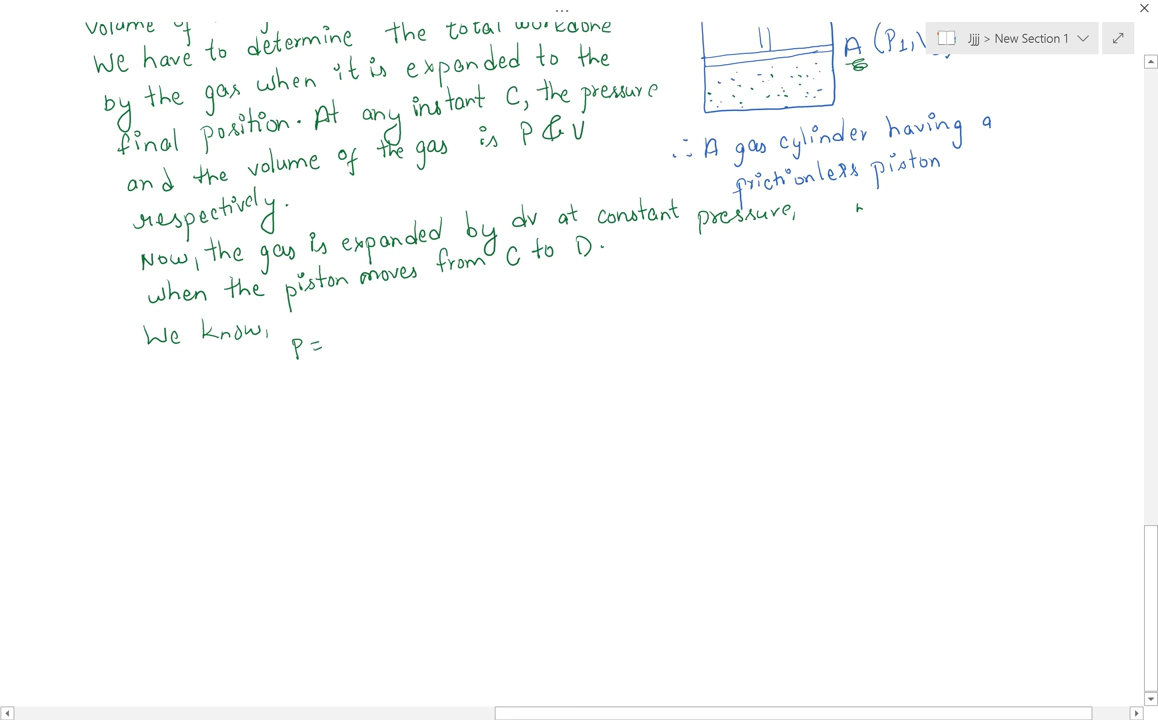 volume of
We have to determine the total workdone
by the gas when it is expanded to the
final position. At any instant C, the pressure
and the volume of the gas is P & V
respectively.
Now, the gas is expanded by dv at constant pressure,
when the piston moves from C to D.
We know,
P =
A (P1,
∴ A gas cylinder having a
frictionless piston
Jjjj > New Section 1